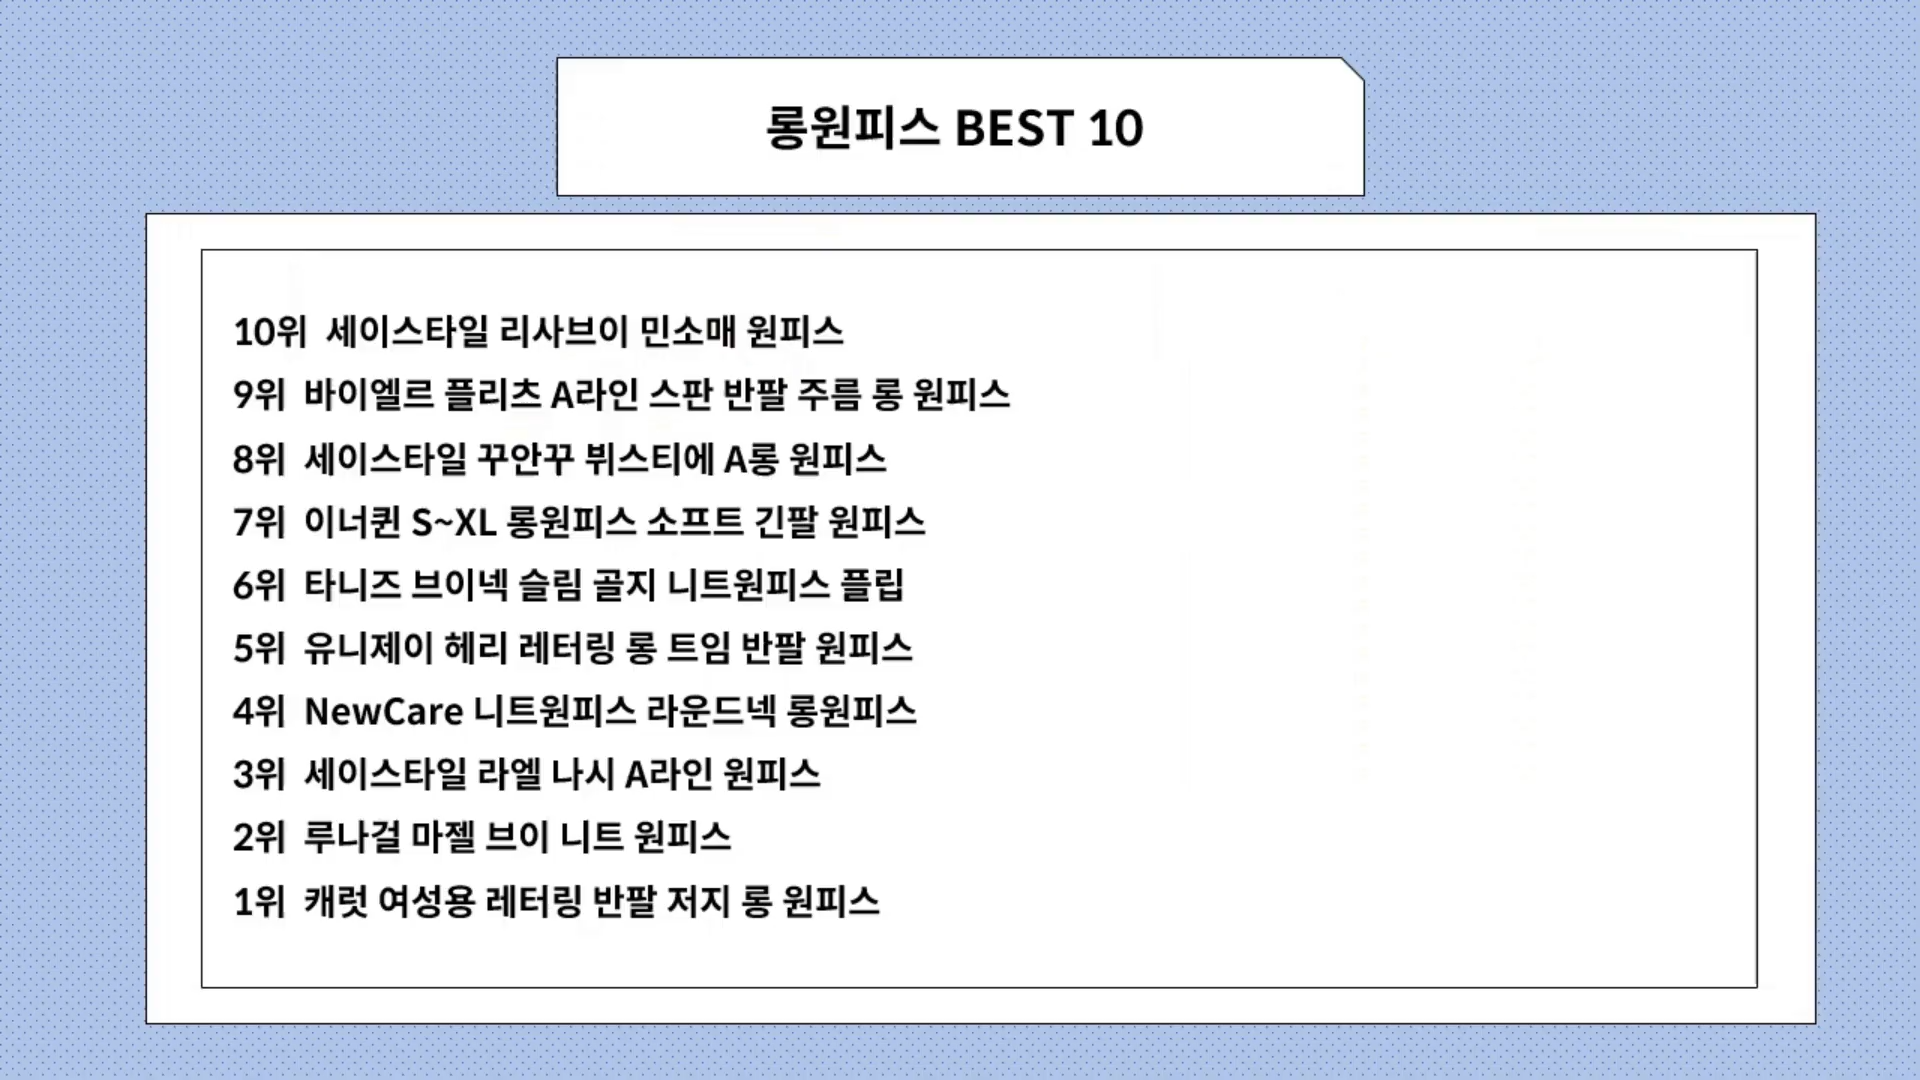 롱원피스 BEST 10
10위 세이스타일 리사브이 민소매 원피스
9위 바이엘르 플리츠 A라인 스판 반팔 주름 롱 원피스
8위 세이스타일 꾸안꾸 뷔스티에 A롱 원피스
7위 이너퀸 S~XL 롱원피스 소프트 긴팔 원피스
6위 타니즈 브이넥 슬림 골지 니트원피스 플립
5위 유니제이 헤리 레터링 롱 트임 반팔 원피스
4위 NewCare 니트원피스 라운드넥 롱원피스
3위 세이스타일 라엘 나시 A라인 원피스
2위 루나걸 마젤 브이 니트 원피스
1위 캐럿 여성용 레터링 반팔 저지 롱 원피스